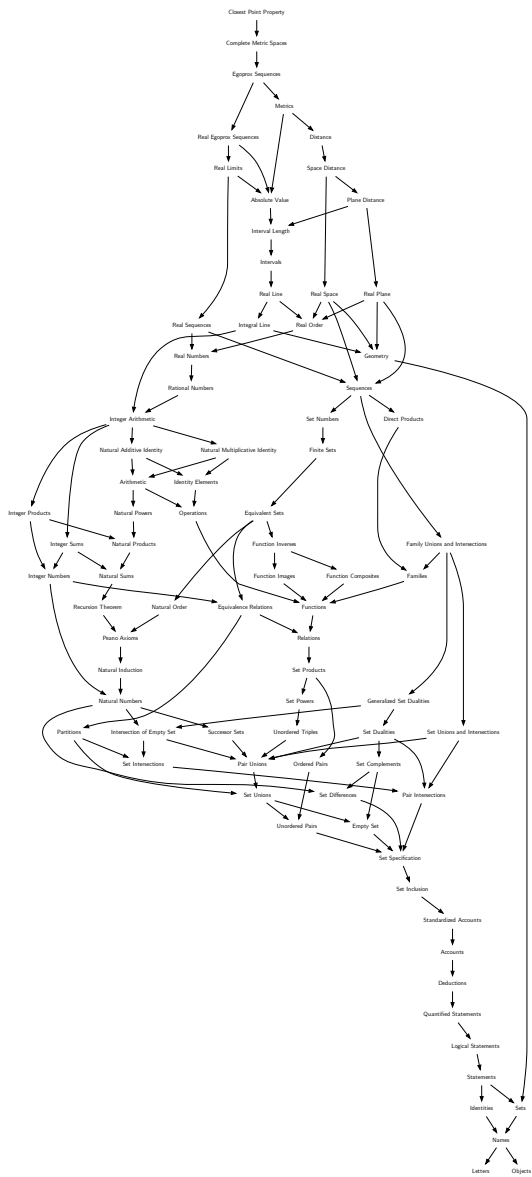 Closest Point Property
Complete Metric Spaces
Egoprox Sequences
Metrics
Real Egoprox Sequences
Distance
Real Limits
Space Distance
Absolute Value
Plane Distance
Interval Length
Intervals
Real Line
Real Space
Real Plane
Real Sequences
Integral Line
Real Order
Real Numbers
Geometry
Rational Numbers
Sequences
Integer Arithmetic
Set Numbers
Direct Products
Natural Additive Identity
Natural Multiplicative Identity
Finite Sets
Arithmetic
Identity Elements
Integer Products
Natural Powers
Operations
Equivalent Sets
Integer Sums
Natural Products
Function Inverses
Family Unions and Intersections
Integer Numbers
Natural Sums
Function Images
Function Composites
Families
Recursion Theorem
Natural Order
Equivalence Relations
Functions
Peano Axioms
Relations
Natural Induction
Set Products
Natural Numbers
Set Powers
Generalized Set Dualities
Partitions
Intersection of Empty Set
Successor Sets
Unordered Triples
Set Dualities
Set Unions and Intersections
Set Intersections
Pair Unions
Ordered Pairs
Set Complements
Set Unions
Set Differences
Pair Intersections
Unordered Pairs
Empty Set
Set Specification
Set Inclusion
Standardized Accounts
Accounts
Deductions
Quantified Statements
Logical Statements
Statements
Identities
Sets
Names
Letters
Objects